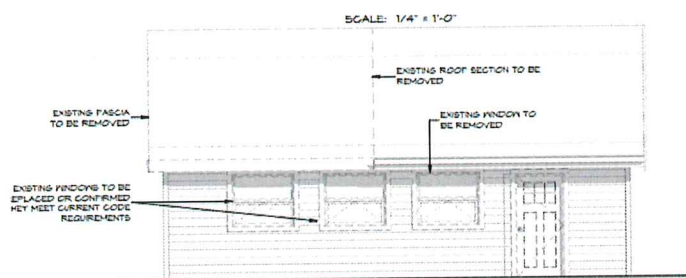 SCALE: 1/4" = 1'-0"
EXISTING ROOF SECTION TO BE
REMOVED
EXISTING FASCIA
TO BE REMOVED
EXISTING WINDOW TO
BE REMOVED
EXISTING WINDOWS TO BE
EPLACED OR CONFIRMED
HEY MEET CURRENT CODE
REQUIREMENTS